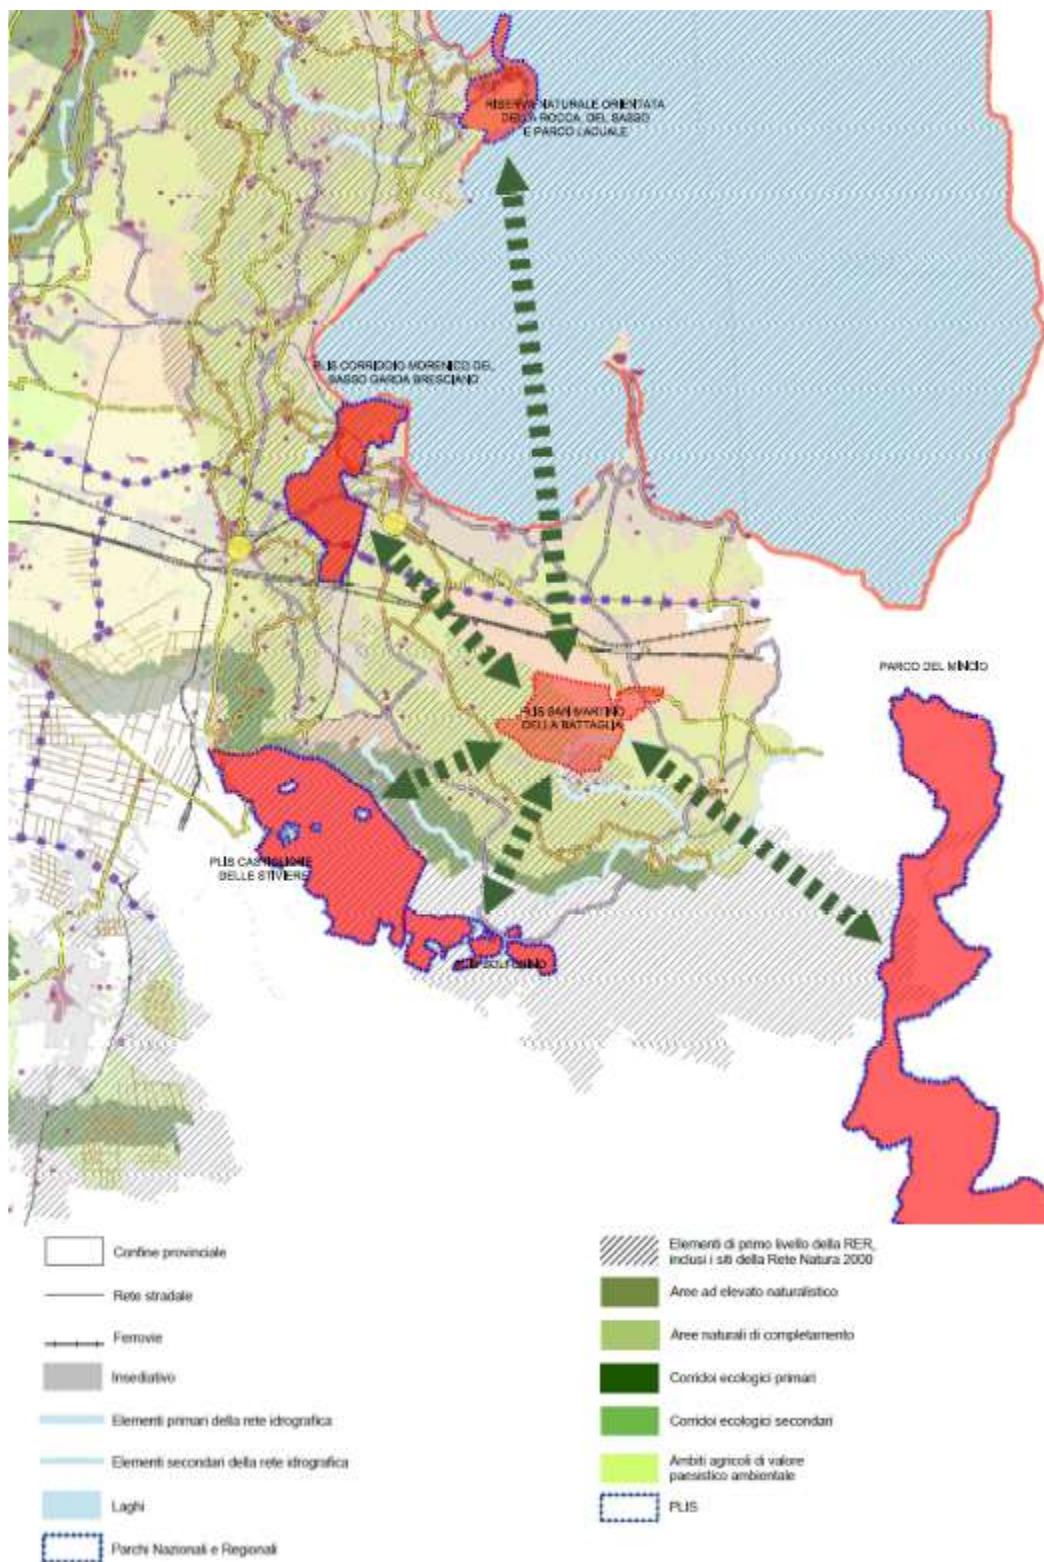 RISERVA NATURALE ORIENTATA
DELLA ROCCA, DEL SASSO
E PARCO LACUALE
PLIS CORRIDOIO MORENICO DEL
BASSO GARDA BRESCIANO
PARCO DEL MINCIO
PLIS SAN MARTINO
DELLA BATTAGLIA
PLIS CASTIGLIONE
DELLE STIVIERE
PLIS SOLFERINO
Confine provinciale
Rete stradale
Ferrovie
Insediativo
Elementi primari della rete idrografica
Elementi secondari della rete idrografica
Laghi
Parchi Nazionali e Regionali
Elementi di primo livello della RER,
inclusi i siti della Rete Natura 2000
Aree ad elevato naturalistico
Aree naturali di completamento
Corridoi ecologici primari
Corridoi ecologici secondari
Ambiti agricoli di valore
paesistico ambientale
PLIS